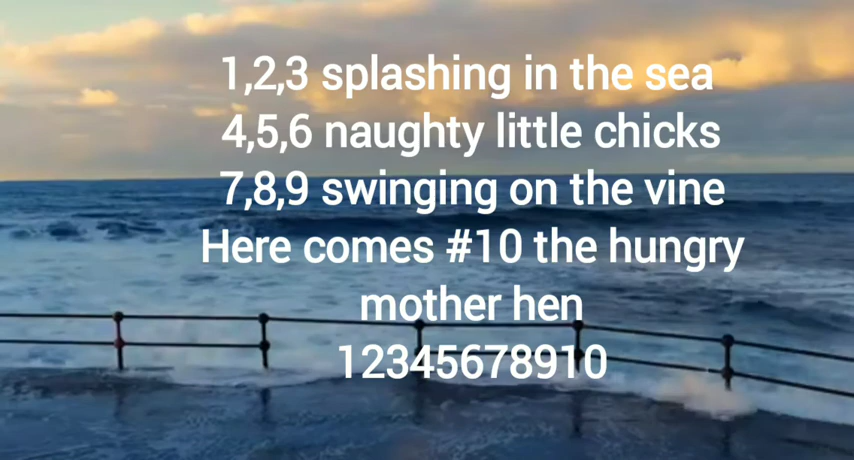 1,2,3 splashing in the sea
4,5,6 naughty little chicks
7,8,9 swinging on the vine
Here comes #10 the hungry
mother hen
12345678910